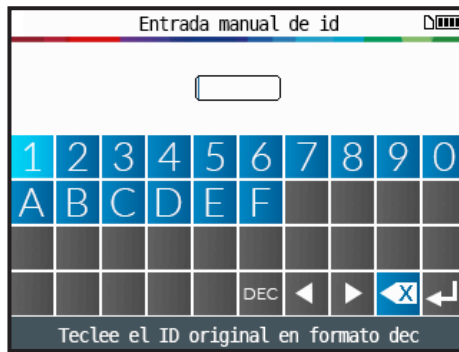 Entrada manual de id
1 2 3 4 5 6 7 8 9 0
A B C D E F
DEC X
Teclee el ID original en formato dec